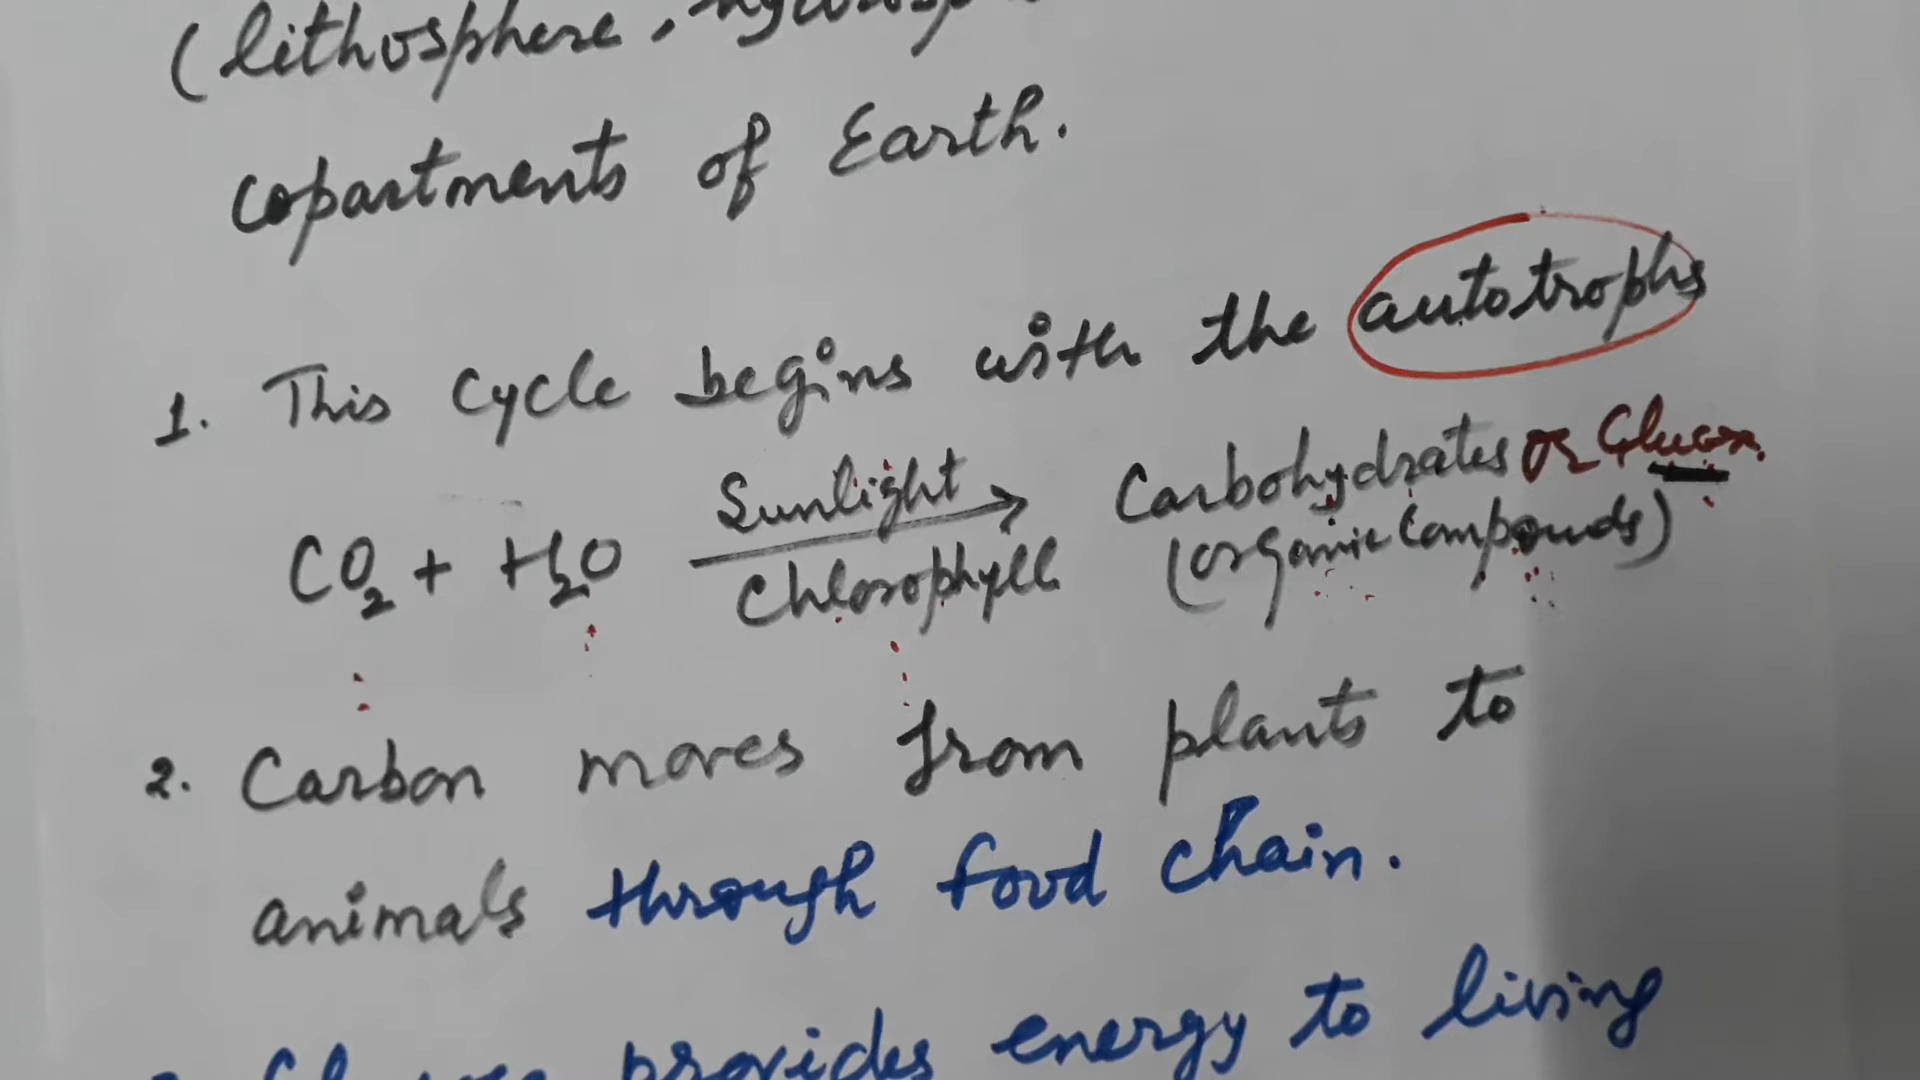 (lithosphere,
copartments of Earth.
1. This cycle begins with the autotrophs
CO2 + H2O Sunlight Chlorophyll Carbohydrates or
(organic compounds)
2. Carbon moves from plants to
animals through food chain.
provides energy to living